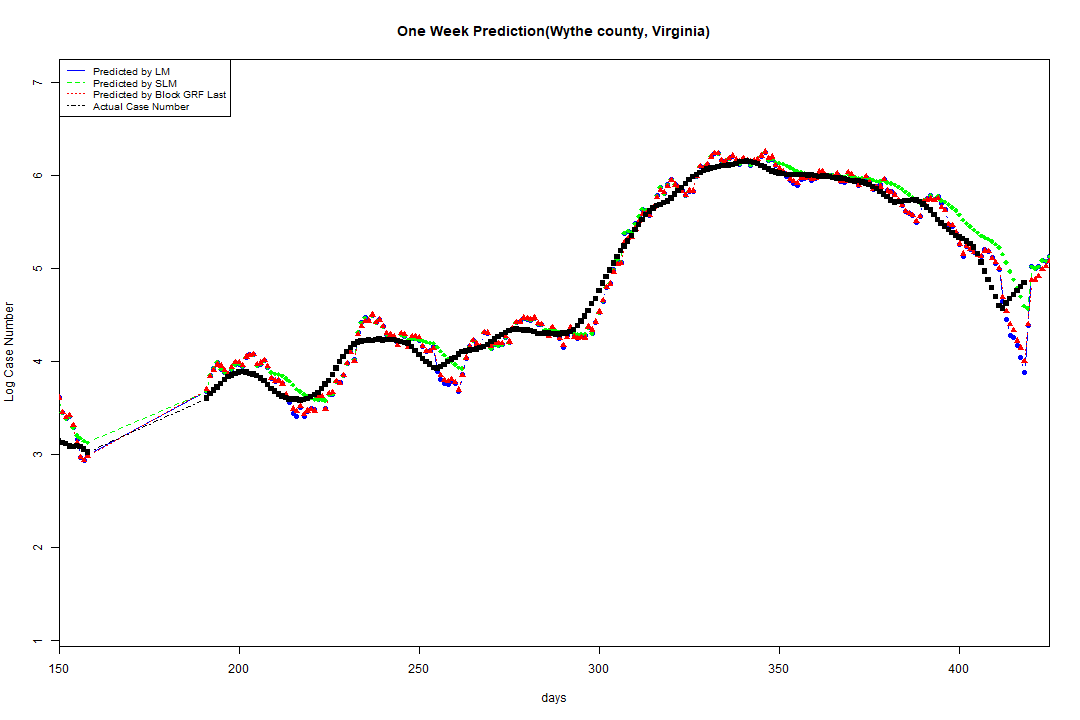 One Week Prediction(Wythe county, Virginia)
Predicted by LM
Predicted by SLM
Predicted by Block GRF Last
Actual Case Number
7
6
5
4
3
2
1
Log Case Number
150 200 250 300 350 400
days